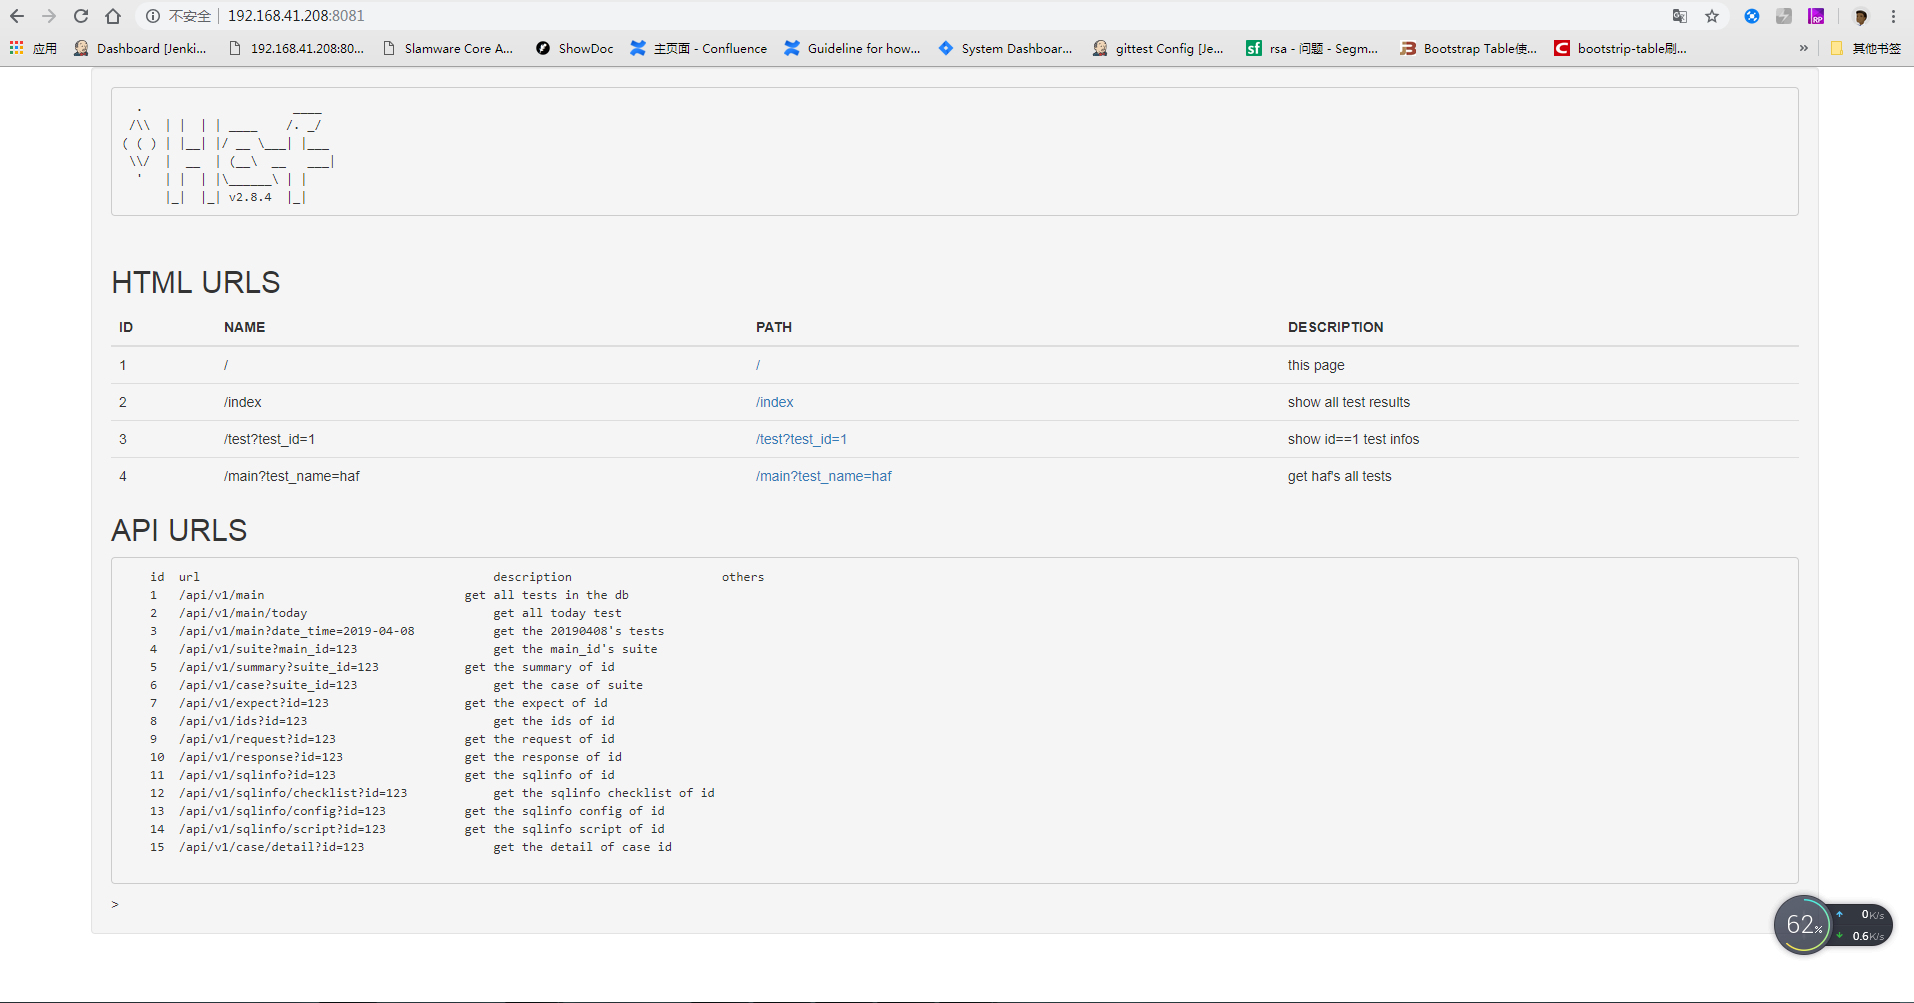 不安全 | 192.168.41.208:8081
应用 Dashboard [Jenki... 192.168.41.208:80... Slamware Core A... ShowDoc 主页面 - Confluence Guideline for how... System Dashboar... gittest Config [Je... rsa - 问题 - Segm... Bootstrap Table使... bootstrip-table刷... » 其他书签
  .                     ____
 /\\  | |  | | ____    /. _/
( ( ) | |__| |/ __ \___| |___
 \\/  |  __  | (__\  __   ___|
  '   | |  | |\______\ | |
      |_|  |_| v2.8.4  |_|
HTML URLS
ID NAME PATH DESCRIPTION
1 / / this page
2 /index /index show all test results
3 /test?test_id=1 /test?test_id=1 show id==1 test infos
4 /main?test_name=haf /main?test_name=haf get haf's all tests
API URLS
id url description others
1 /api/v1/main get all tests in the db
2 /api/v1/main/today get all today test
3 /api/v1/main?date_time=2019-04-08 get the 20190408's tests
4 /api/v1/suite?main_id=123 get the main_id's suite
5 /api/v1/summary?suite_id=123 get the summary of id
6 /api/v1/case?suite_id=123 get the case of suite
7 /api/v1/expect?id=123 get the expect of id
8 /api/v1/ids?id=123 get the ids of id
9 /api/v1/request?id=123 get the request of id
10 /api/v1/response?id=123 get the response of id
11 /api/v1/sqlinfo?id=123 get the sqlinfo of id
12 /api/v1/sqlinfo/checklist?id=123 get the sqlinfo checklist of id
13 /api/v1/sqlinfo/config?id=123 get the sqlinfo config of id
14 /api/v1/sqlinfo/script?id=123 get the sqlinfo script of id
15 /api/v1/case/detail?id=123 get the detail of case id
>
62%
0K/s
0.6K/s